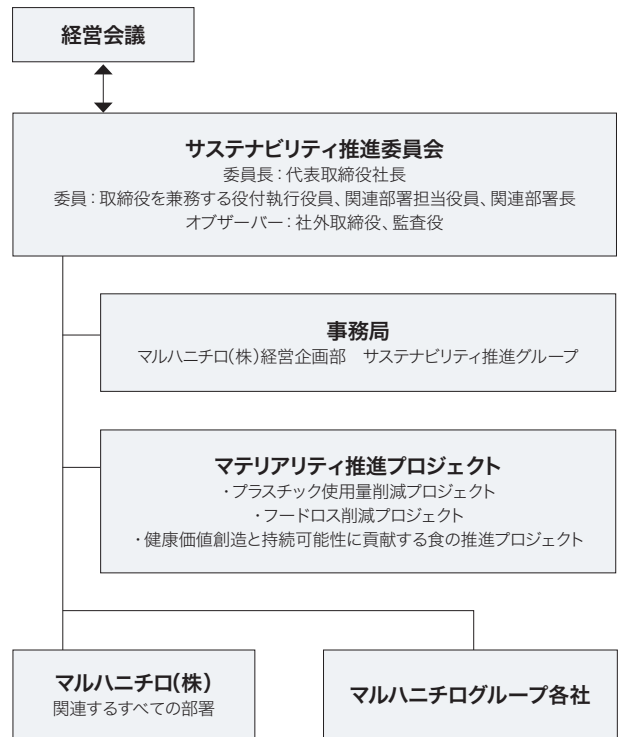 経営会議
サステナビリティ推進委員会
委員長：代表取締役社長
委員：取締役を兼務する役付執行役員、関連部署担当役員、関連部署長
オブザーバー：社外取締役、監査役
事務局
マルハニチロ(株)経営企画部　サステナビリティ推進グループ
マテリアリティ推進プロジェクト
・プラスチック使用量削減プロジェクト
・フードロス削減プロジェクト
・健康価値創造と持続可能性に貢献する食の推進プロジェクト
マルハニチロ(株)
関連するすべての部署
マルハニチログループ各社